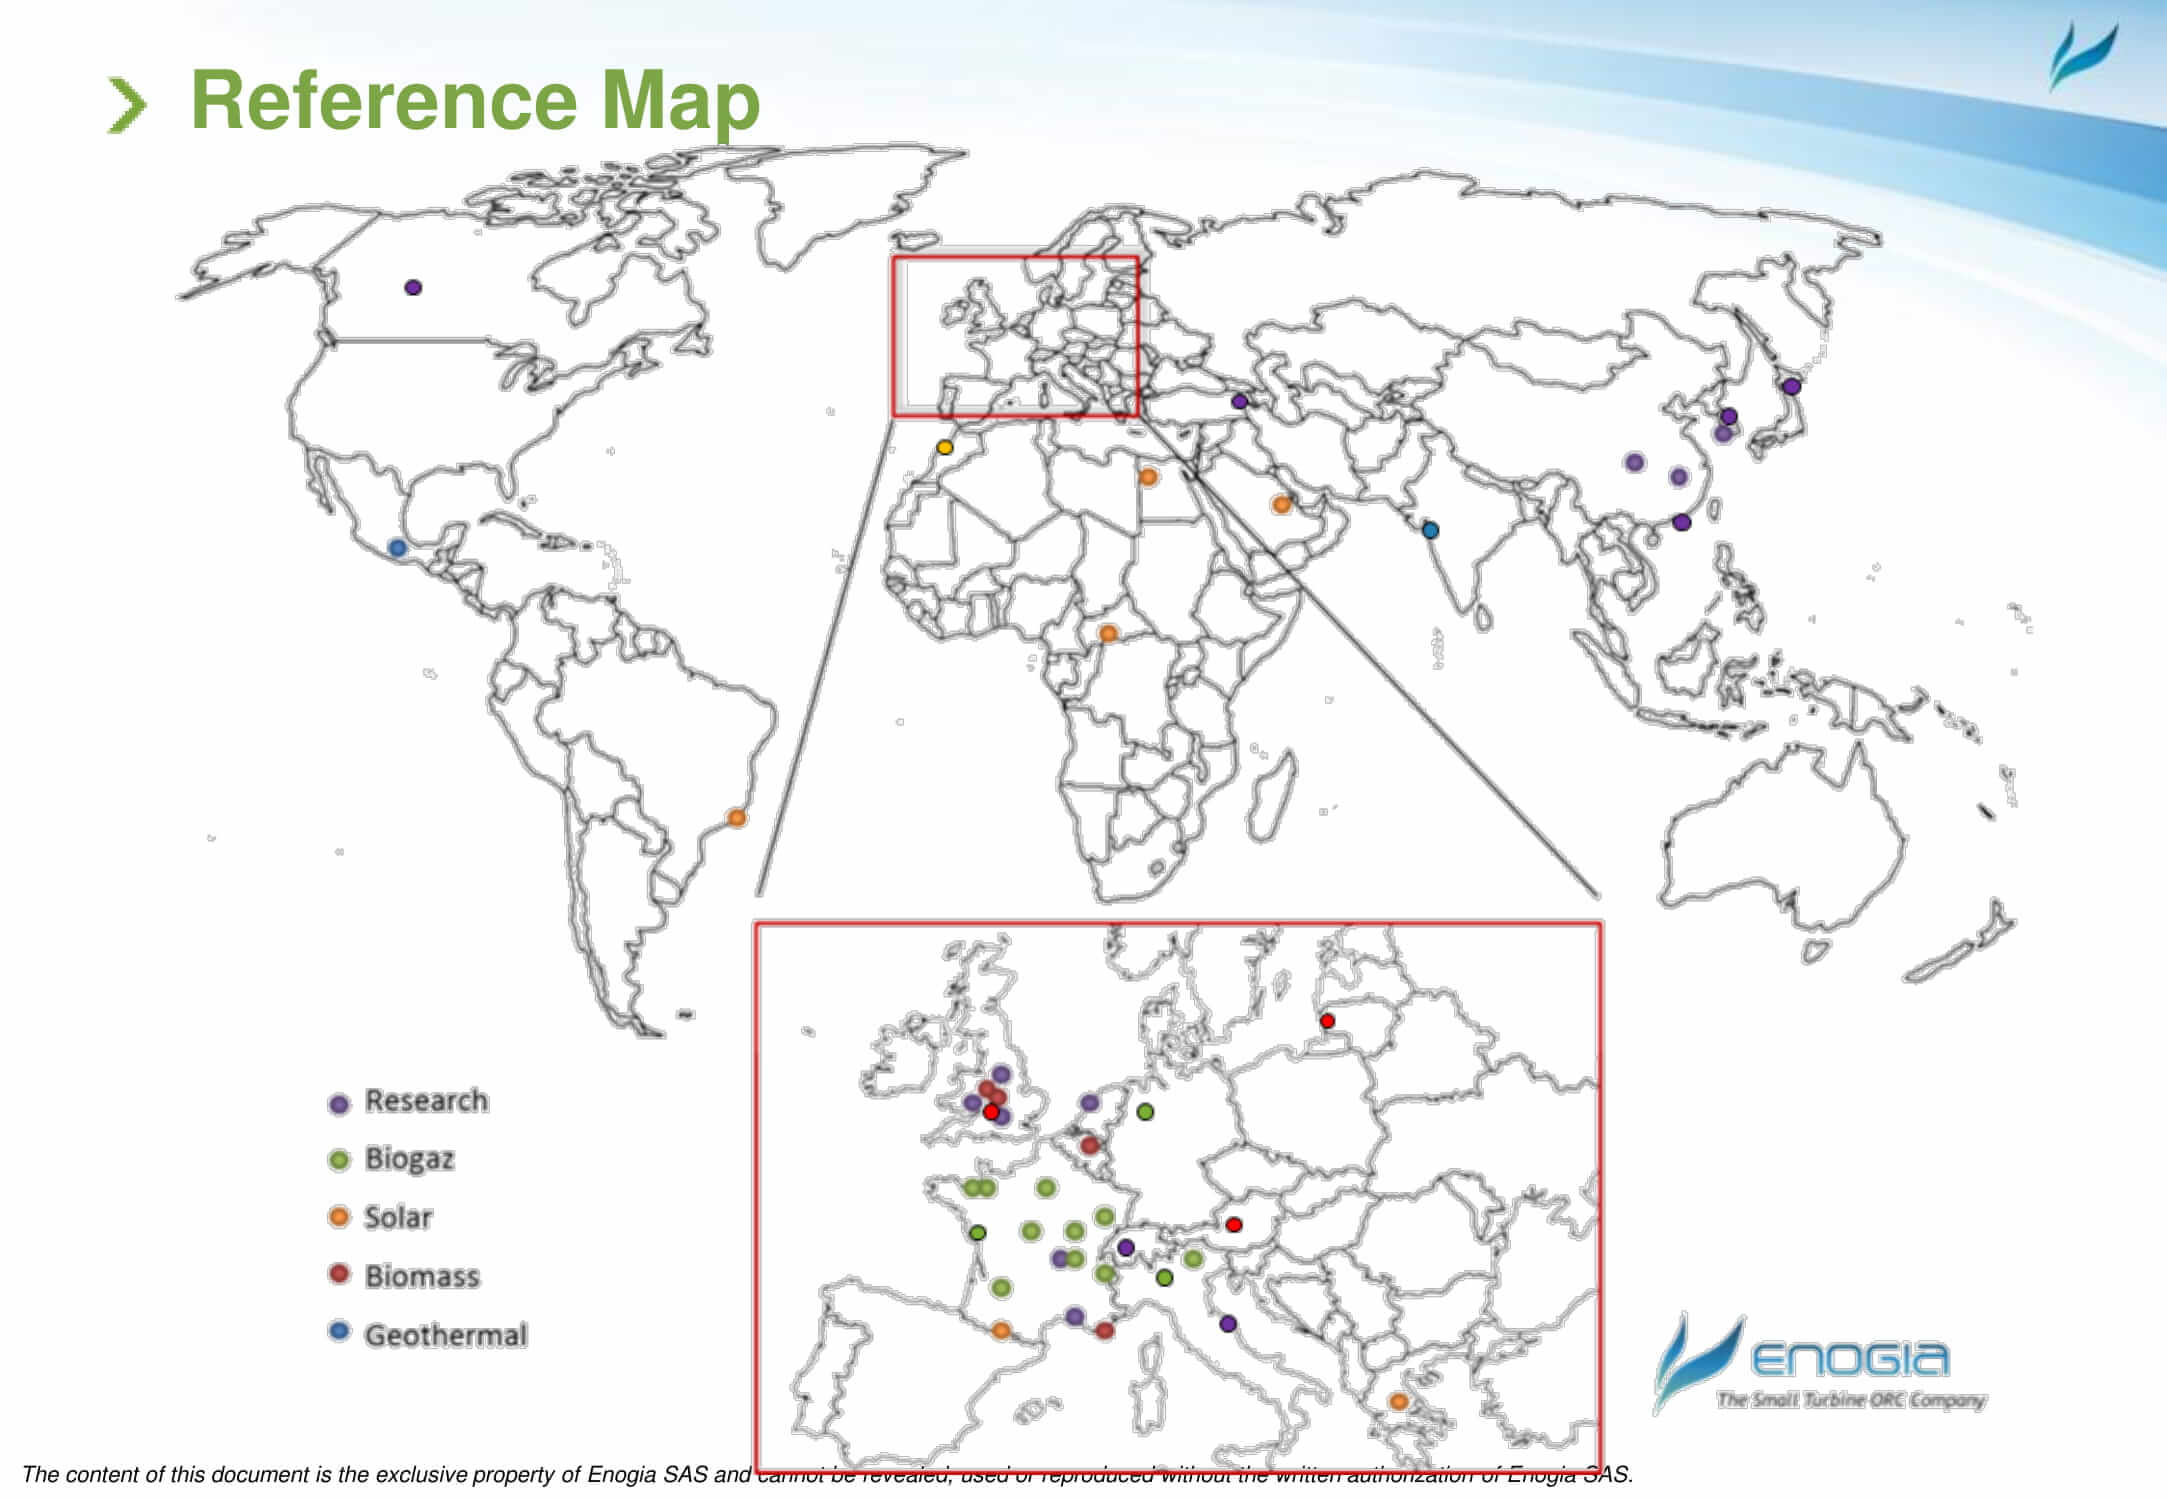 Reference Map
Research
Biogaz
Solar
Biomass
Geothermal
ENOGIA
The Small Turbine ORC Company
The content of this document is the exclusive property of Enogia SAS and cannot be revealed, used or reproduced without the written authorization of Enogia SAS.